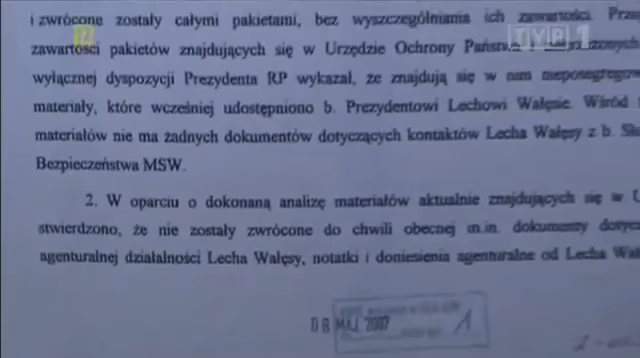 i zwrócone zostały całymi pakietami, bez wyszczególniania ich zawartości.
TVP1
12
zawartości pakietów znajdujących się w Urzędzie Ochrony
wyłącznej dyspozycji Prezydenta RP wykazał, że znajdują się w nim
materiały, które wcześniej udostępniono b. Prezydentowi Lechowi Wałęsie. Wśród
materiałów nie ma żadnych dokumentów dotyczących kontaktów Lecha Wałęsy z b.
Bezpieczeństwa MSW.
2. W oparciu o dokonaną analizę materiałów aktualnie znajdujących się w
stwierdzono, że nie zostały zwrócone do chwili obecnej m.in. dokumenty
agenturalnej działalności Lecha Wałęsy, notatki i doniesienia agenturalne od Lecha
08 MAJ 2007
1